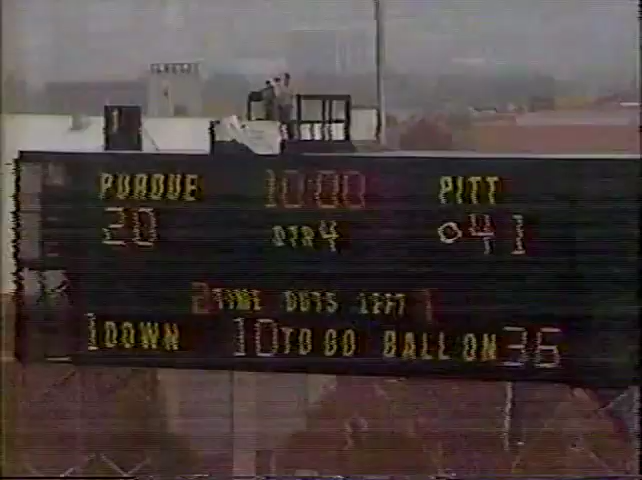 PURDUE 10:00 PITT
20 QTR 4 41
2 TIME OUTS LEFT 1
1 DOWN 10 TO GO BALL ON 36